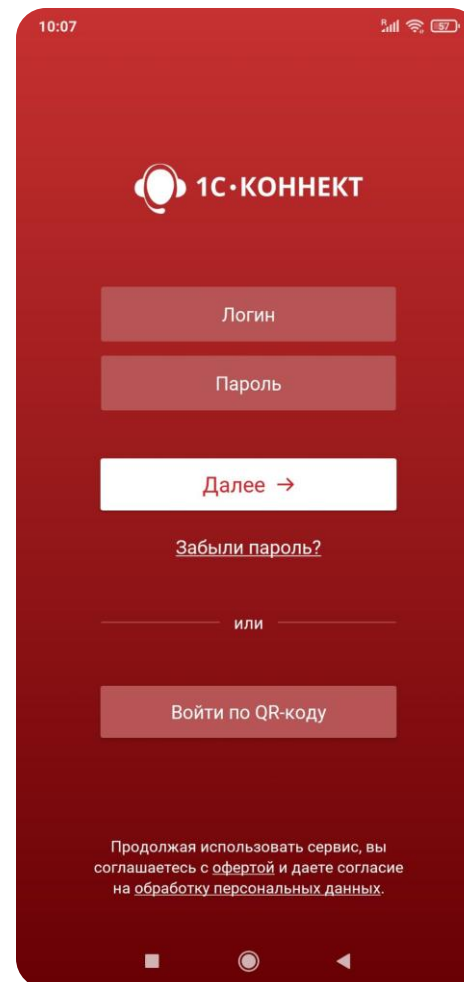 10:07
R
57
1С·КОННЕКТ
Логин
Пароль
Далее →
Забыли пароль?
или
Войти по QR-коду
Продолжая использовать сервис, вы
соглашаетесь с офертой и даете согласие
на обработку персональных данных.